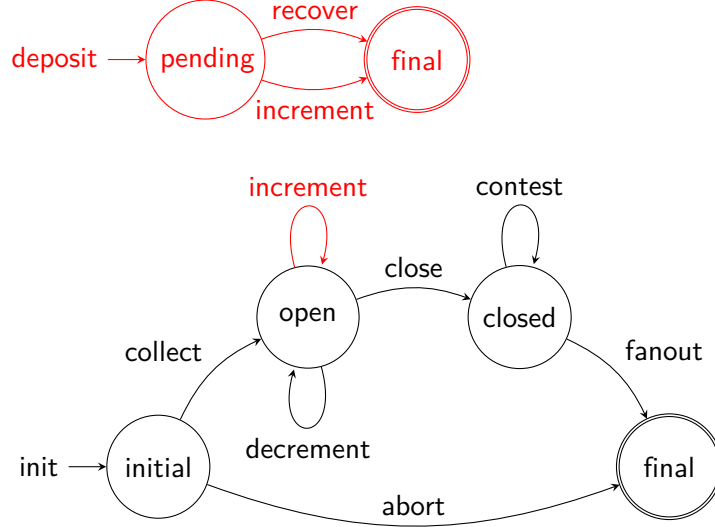 recover
deposit
pending
final
increment
increment
contest
close
open
closed
collect
fanout
decrement
init
initial
final
abort